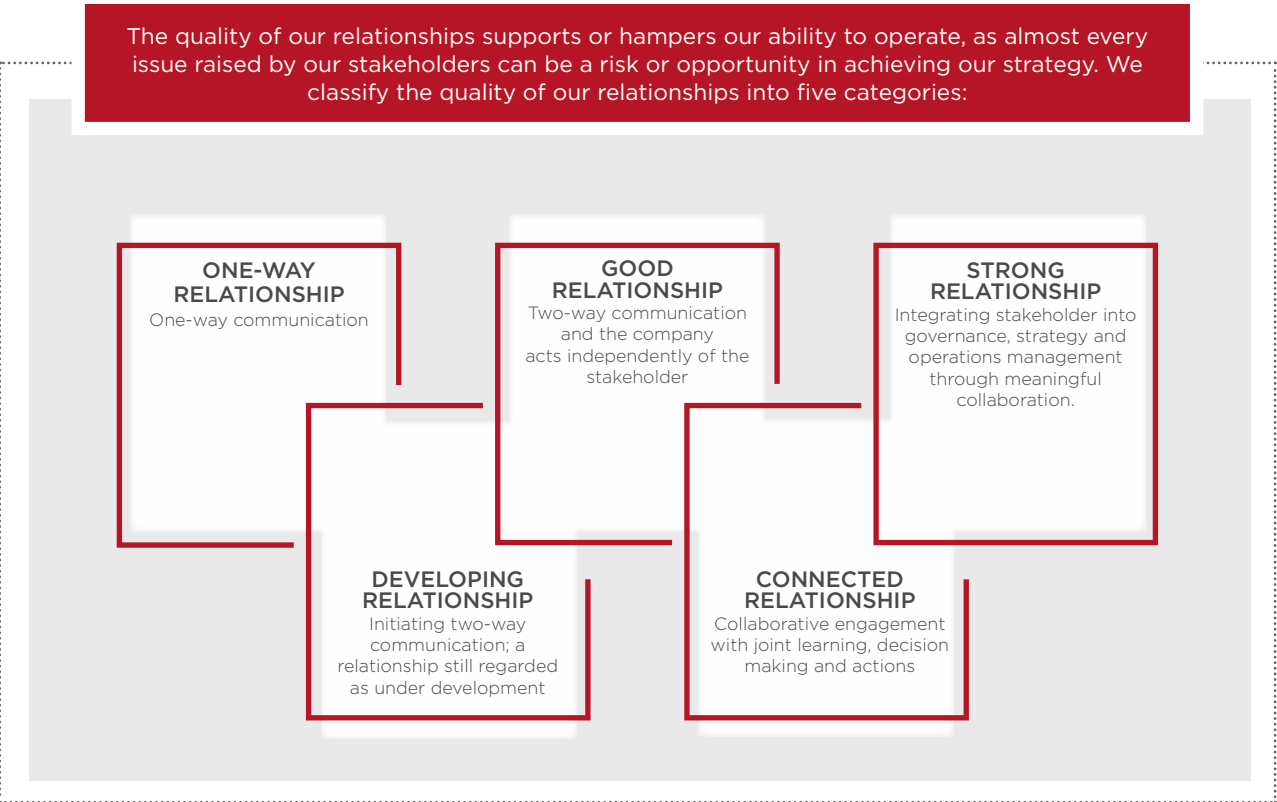 The quality of our relationships supports or hampers our ability to operate, as almost every
issue raised by our stakeholders can be a risk or opportunity in achieving our strategy. We
classify the quality of our relationships into five categories:
ONE-WAY
RELATIONSHIP
One-way communication
DEVELOPING
RELATIONSHIP
Initiating two-way
communication; a
relationship still regarded
as under development
GOOD
RELATIONSHIP
Two-way communication
and the company
acts independently of the
stakeholder
CONNECTED
RELATIONSHIP
Collaborative engagement
with joint learning, decision
making and actions
STRONG
RELATIONSHIP
Integrating stakeholder into
governance, strategy and
operations management
through meaningful
collaboration.